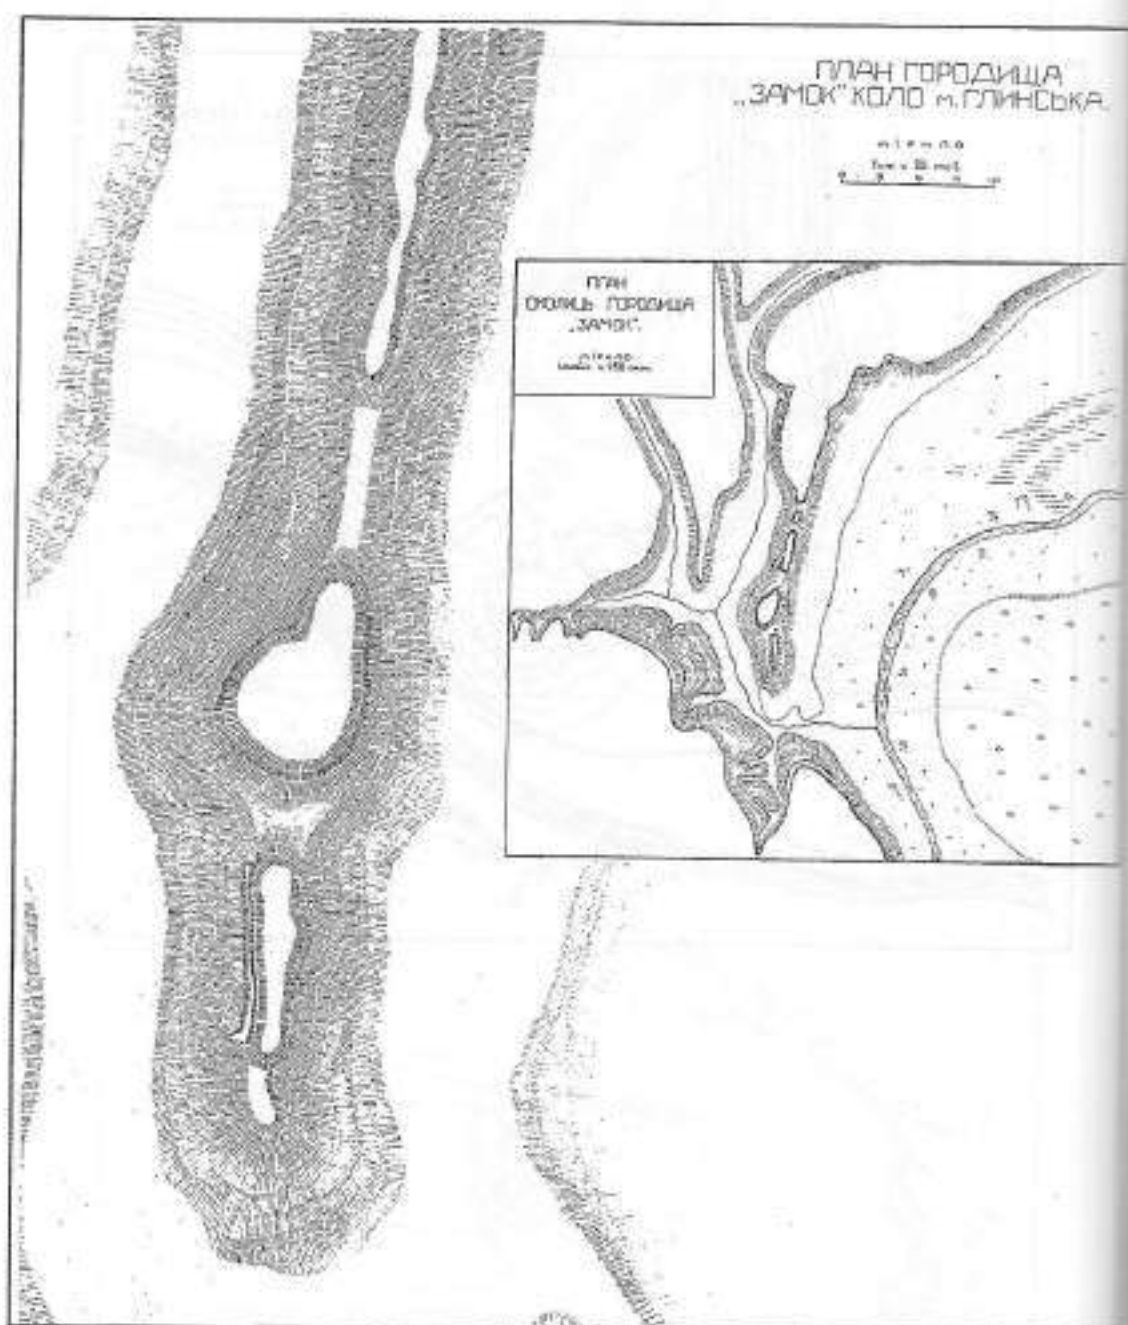 ПЛАН ГОРОДИЩА
„ЗАМОК” КОЛО м. ГЛИНСЬКА.
ПЛАН
ОКОЛИЦЬ ГОРОДИЩА
„ЗАМОК”.